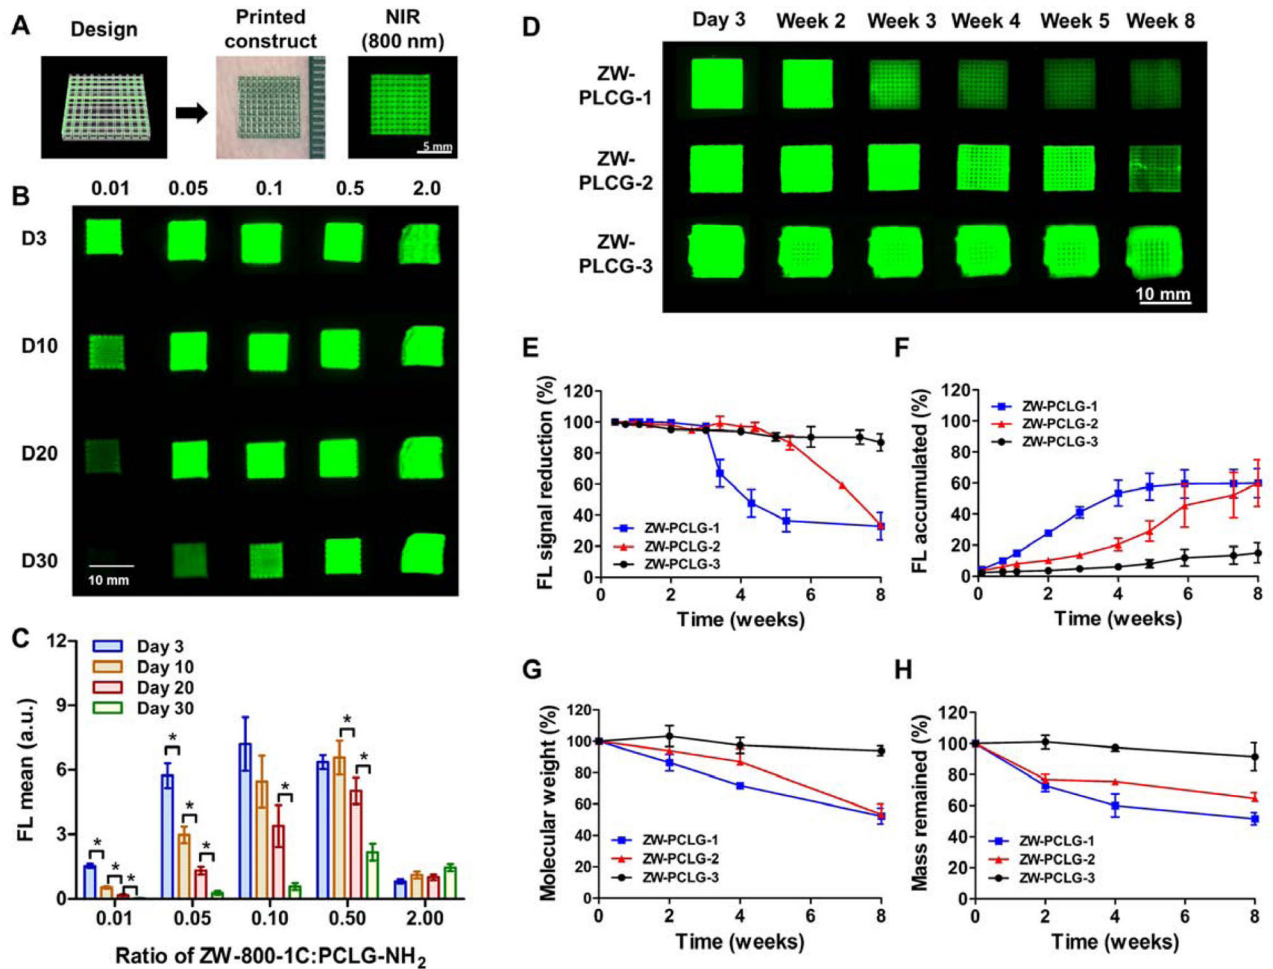 A
Design
Printed
construct
NIR
(800 nm)
5 mm
B
0.01 0.05 0.1 0.5 2.0
D3
D10
D20
D30
10 mm
C
FL mean (a.u.)
12
9
6
3
0
Day 3
Day 10
Day 20
Day 30
* * * * * * * * * *
0.01 0.05 0.10 0.50 2.00
Ratio of ZW-800-1C:PCLG-NH2
D
Day 3 Week 2 Week 3 Week 4 Week 5 Week 8
ZW-
PLCG-1
ZW-
PLCG-2
ZW-
PLCG-3
10 mm
E
FL signal reduction (%)
120
100
80
60
40
20
0
ZW-PCLG-1
ZW-PCLG-2
ZW-PCLG-3
0 2 4 6 8
Time (weeks)
F
FL accumulated (%)
120
100
80
60
40
20
0
ZW-PCLG-1
ZW-PCLG-2
ZW-PCLG-3
0 2 4 6 8
Time (weeks)
G
Molecular weight (%)
120
100
80
60
40
20
0
ZW-PCLG-1
ZW-PCLG-2
ZW-PCLG-3
0 2 4 6 8
Time (weeks)
H
Mass remained (%)
120
100
80
60
40
20
0
ZW-PCLG-1
ZW-PCLG-2
ZW-PCLG-3
0 2 4 6 8
Time (weeks)